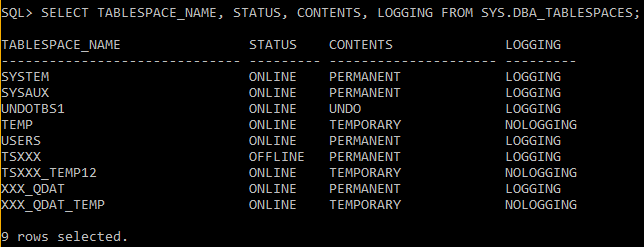 SQL> SELECT TABLESPACE_NAME, STATUS, CONTENTS, LOGGING FROM SYS.DBA_TABLESPACES;
TABLESPACE_NAME STATUS CONTENTS LOGGING
------------------------------ --------- --------------------- ---------
SYSTEM ONLINE PERMANENT LOGGING
SYSAUX ONLINE PERMANENT LOGGING
UNDOTBS1 ONLINE UNDO LOGGING
TEMP ONLINE TEMPORARY NOLOGGING
USERS ONLINE PERMANENT LOGGING
TSXXX OFFLINE PERMANENT LOGGING
TSXXX_TEMP12 ONLINE TEMPORARY NOLOGGING
XXX_QDAT ONLINE PERMANENT LOGGING
XXX_QDAT_TEMP ONLINE TEMPORARY NOLOGGING
9 rows selected.